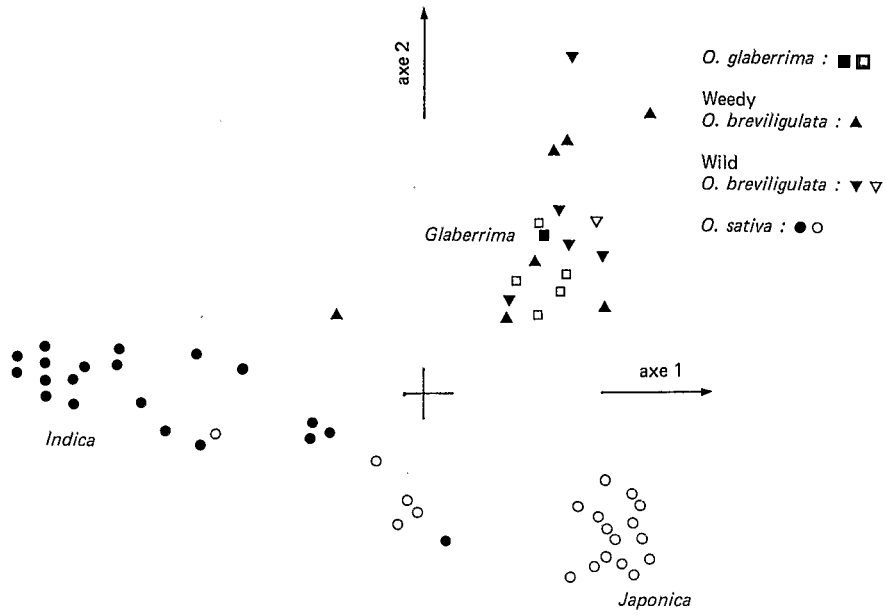 axe 2
O. glaberrima :
Weedy
O. breviligulata :
Wild
O. breviligulata :
O. sativa :
Glaberrima
axe 1
Indica
Japonica